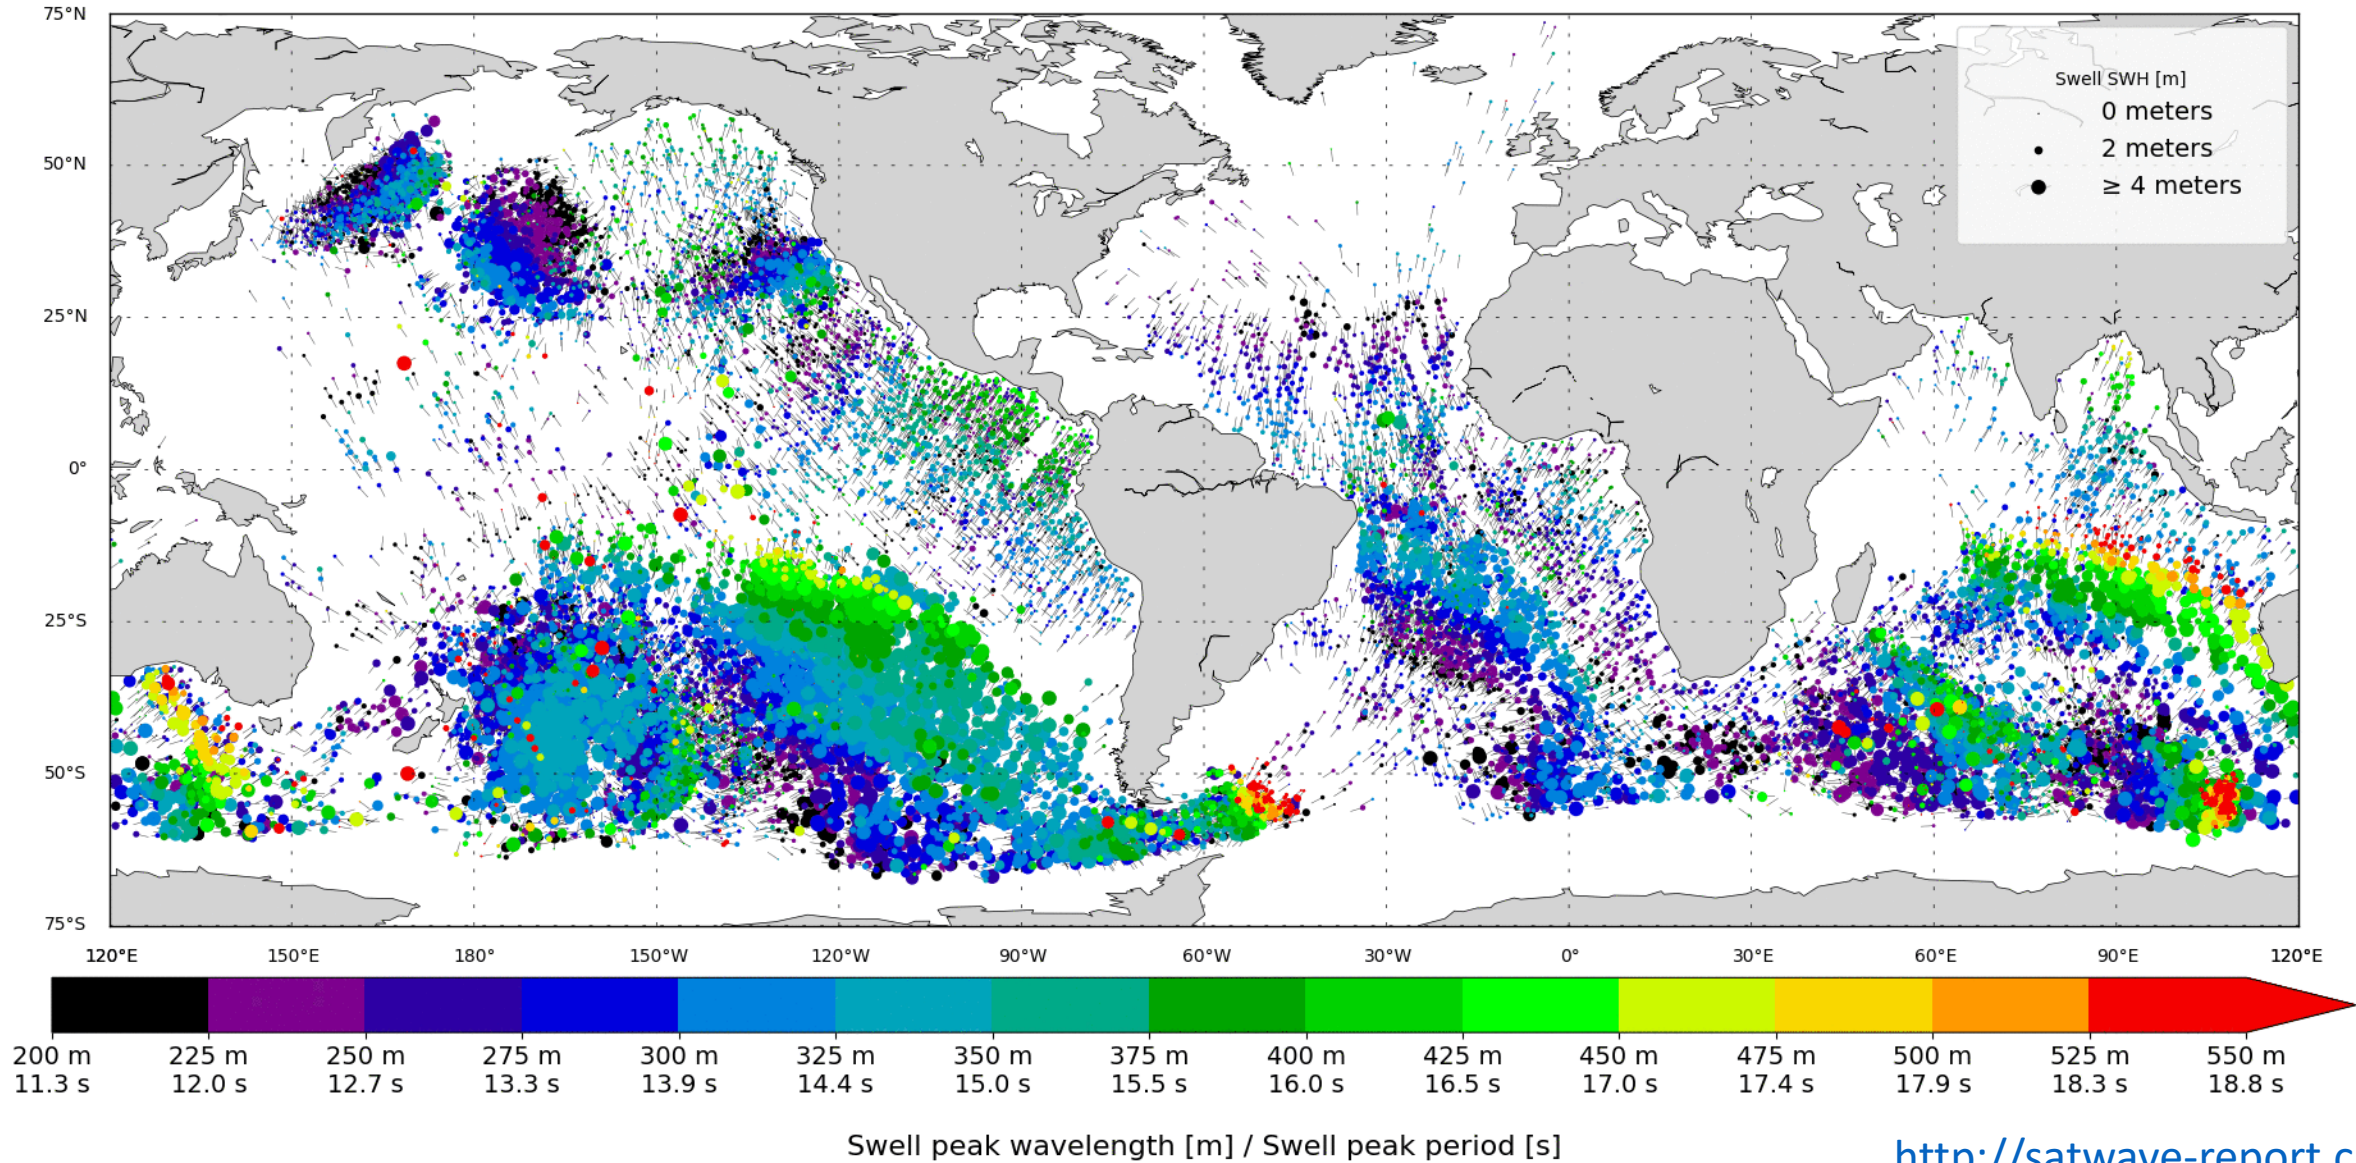 75°N
50°N
25°N
0°
25°S
50°S
75°S
Swell SWH [m]
0 meters
2 meters
≥ 4 meters
120°E 150°E 180° 150°W 120°W 90°W 60°W 30°W 0° 30°E 60°E 90°E 120°E
200 m 225 m 250 m 275 m 300 m 325 m 350 m 375 m 400 m 425 m 450 m 475 m 500 m 525 m 550 m
11.3 s 12.0 s 12.7 s 13.3 s 13.9 s 14.4 s 15.0 s 15.5 s 16.0 s 16.5 s 17.0 s 17.4 s 17.9 s 18.3 s 18.8 s
Swell peak wavelength [m] / Swell peak period [s]
http://satwave-report.c